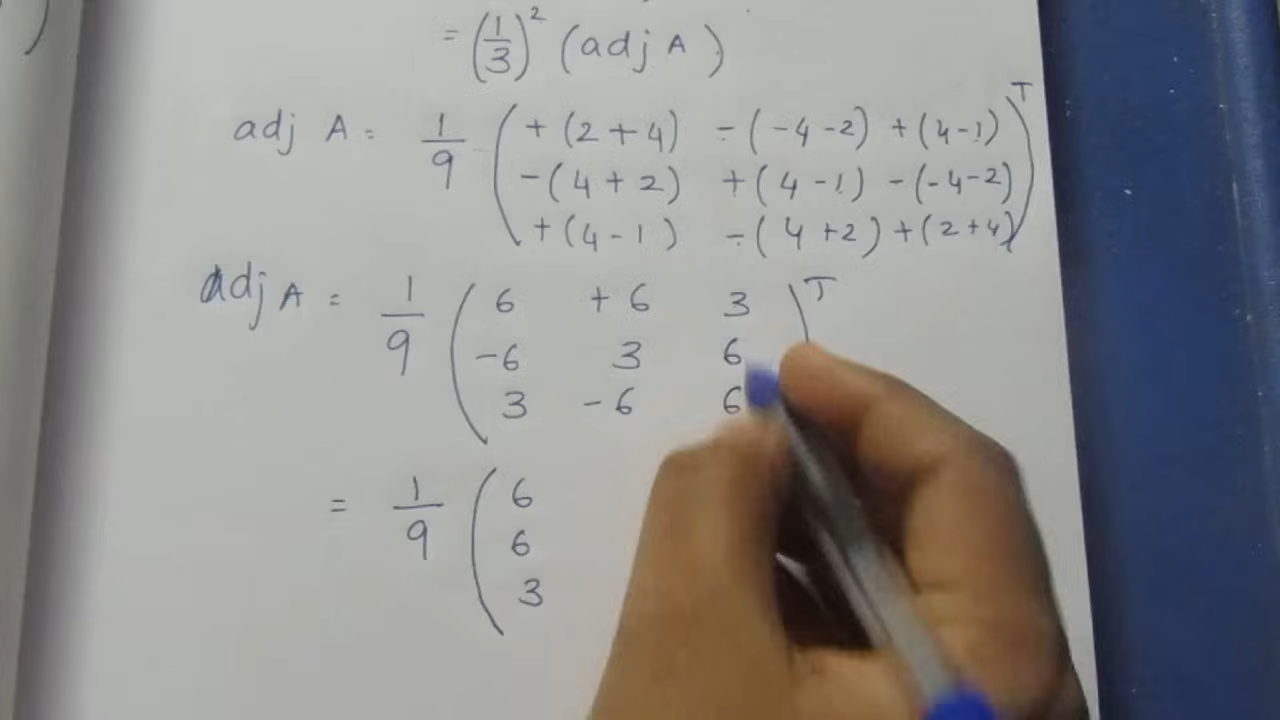 )
= (1/3)² (adj A)
adj A = 1/9 ( +(2+4) -(-4-2) +(4-1)
-(4+2) +(4-1) -(-4-2)
+(4-1) -(4+2) +(2+4) )ᵀ
adj A = 1/9 ( 6 +6 3
-6 3 6
3 -6 6 )ᵀ
= 1/9 ( 6
6
3